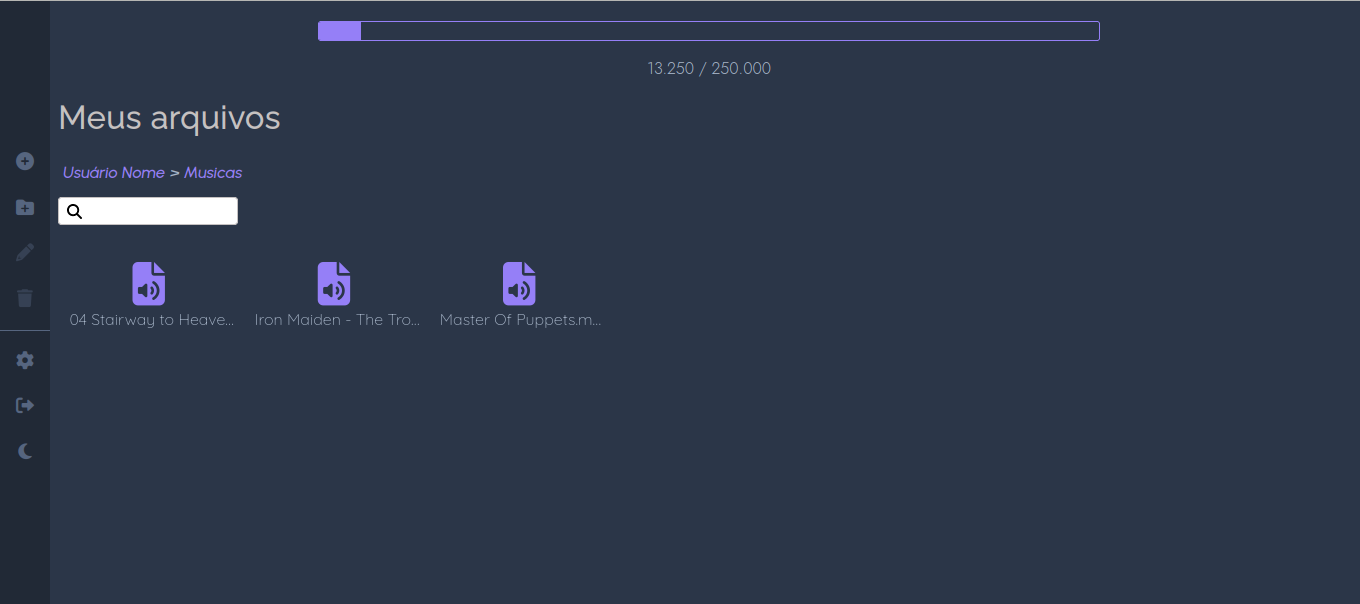 13.250 / 250.000
Meus arquivos
Usuário Nome > Musicas
04 Stairway to Heave...
Iron Maiden - The Tro...
Master Of Puppets.m...